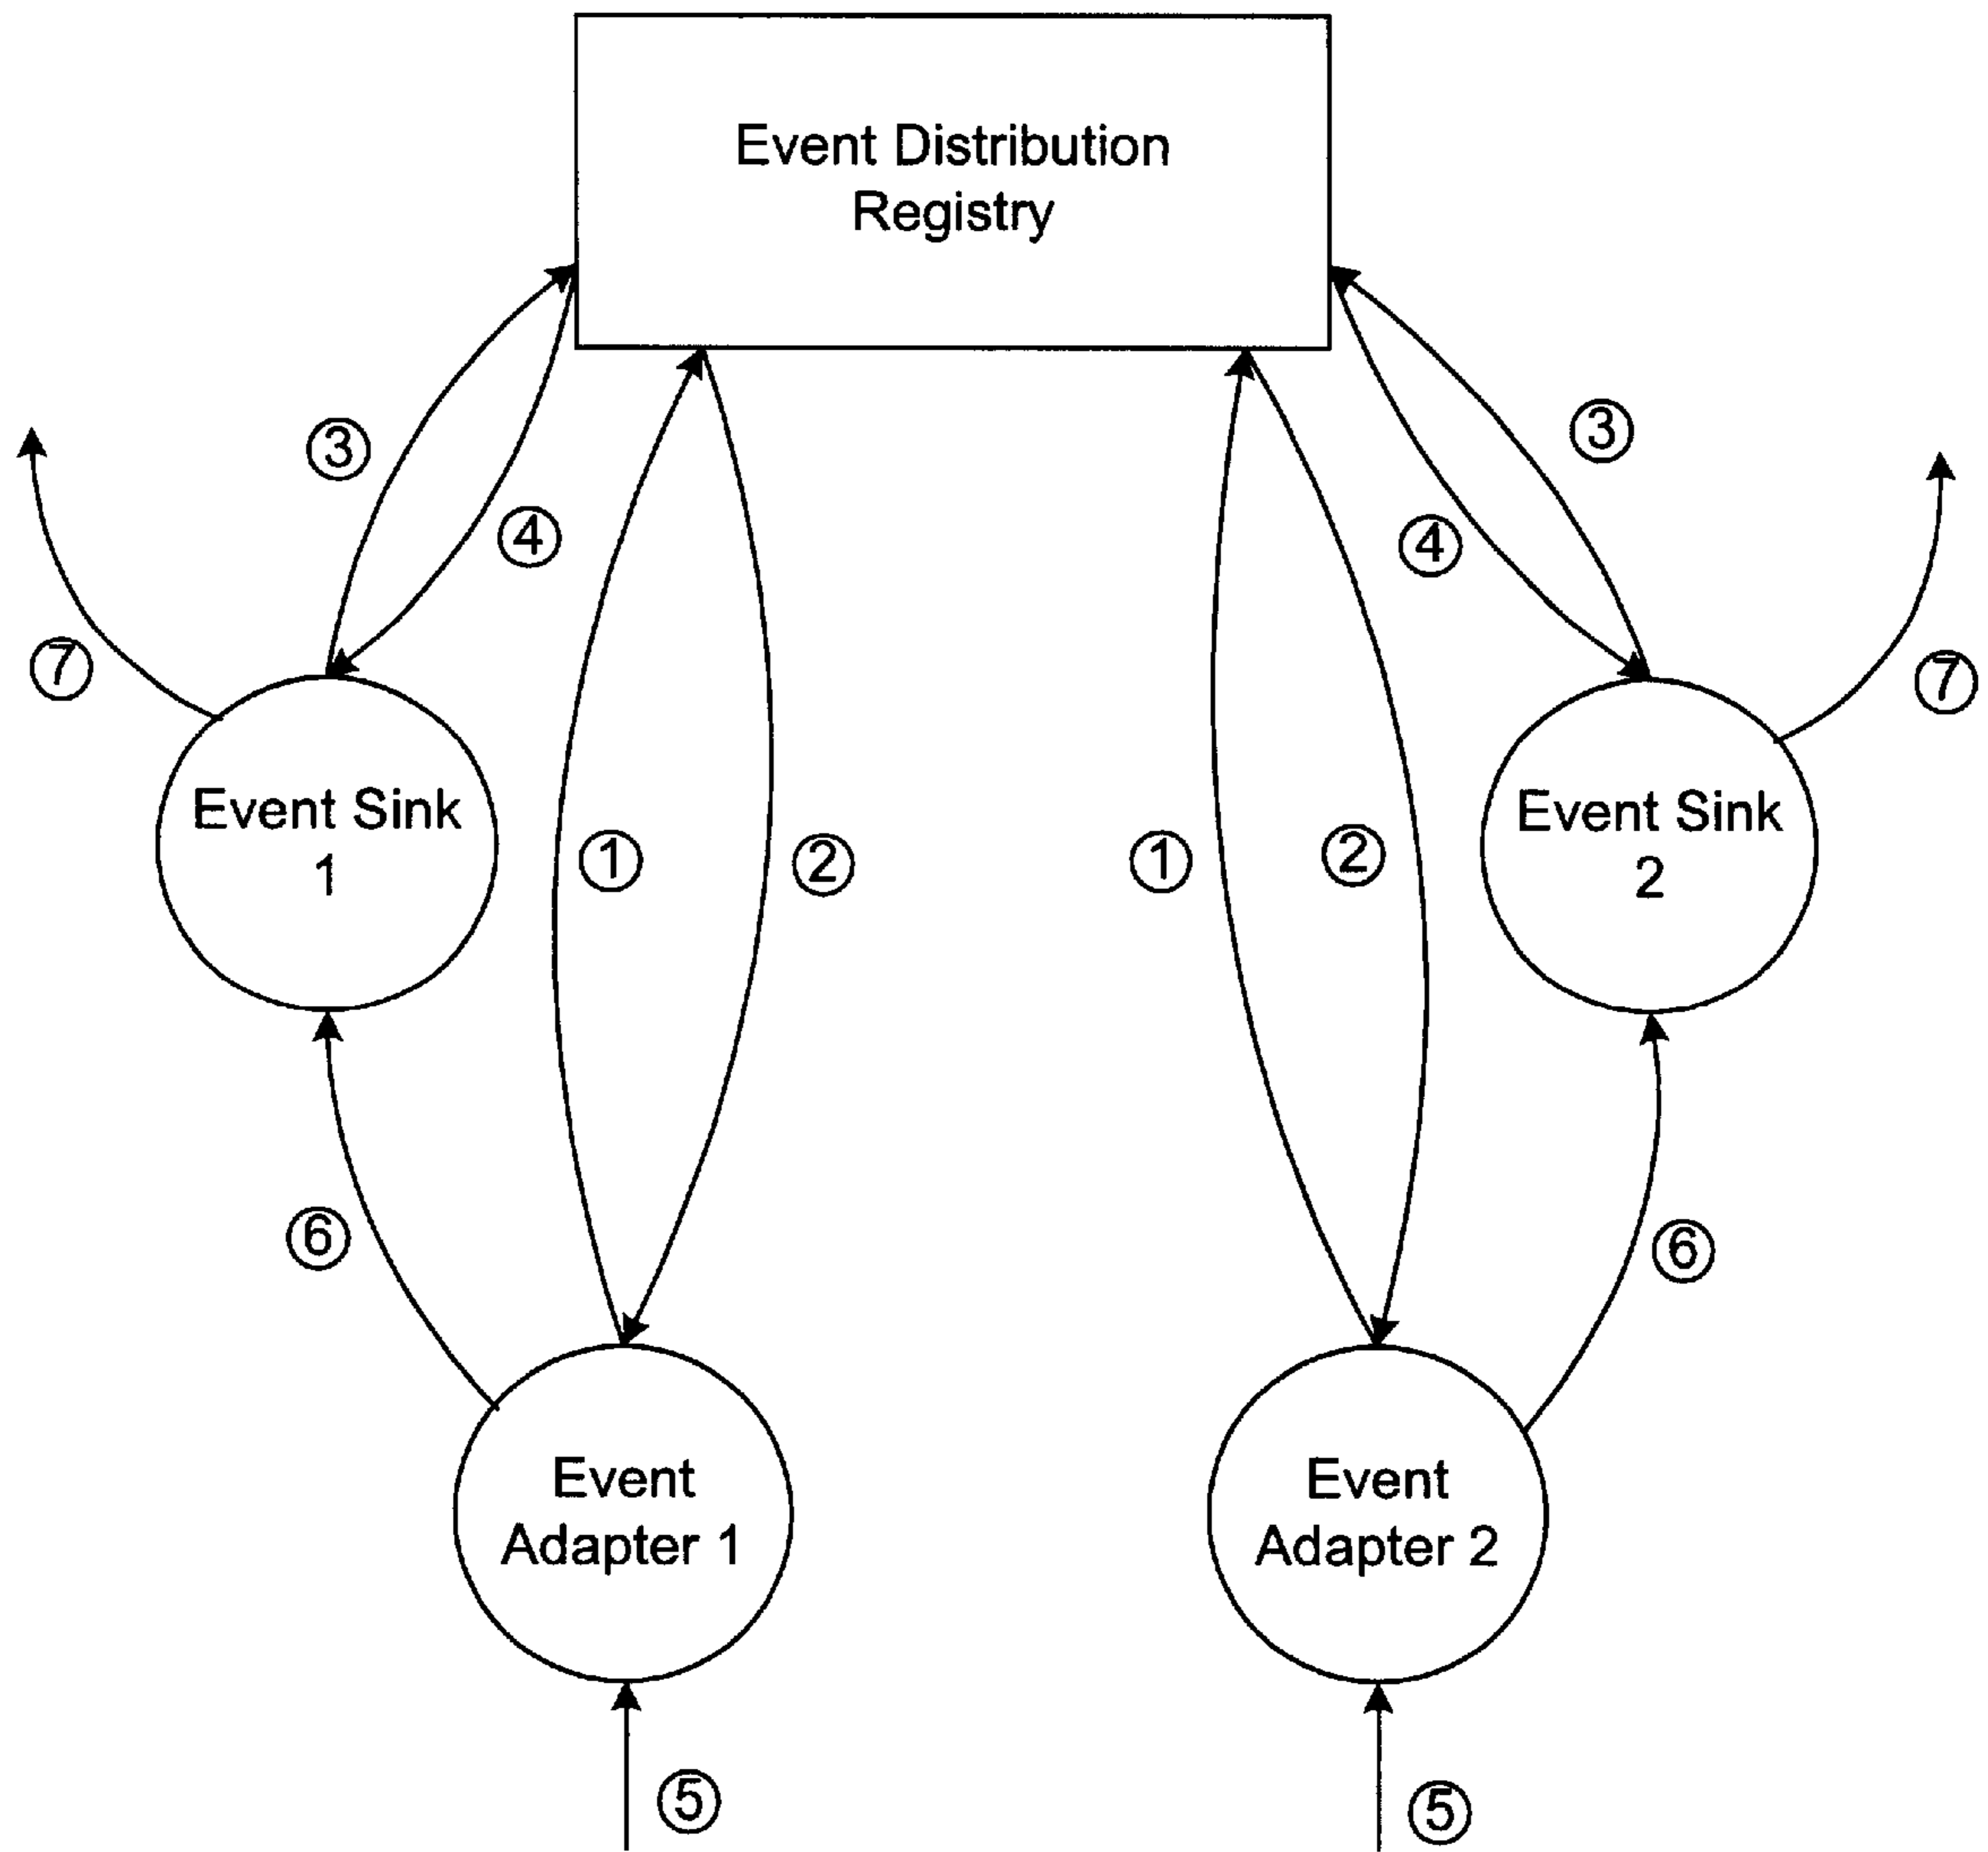 Event Distribution
Registry
③
③
④
④
⑦
⑦
Event Sink
1
Event Sink
2
①
②
①
②
⑥
⑥
Event
Adapter 1
Event
Adapter 2
⑤
⑤